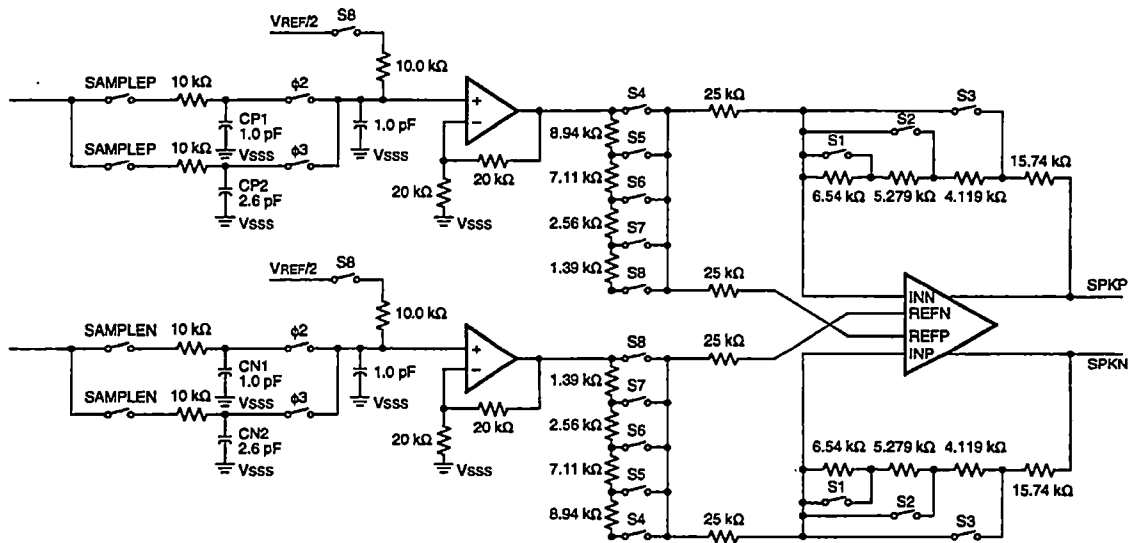 VREF/2
S8
10.0 kΩ
SAMPLEP
10 kΩ
ϕ2
CP1
1.0 pF
VSSS
1.0 pF
VSSS
SAMPLEP
10 kΩ
ϕ3
CP2
2.6 pF
VSSS
+
−
20 kΩ
20 kΩ
VSSS
S4
8.94 kΩ
S5
7.11 kΩ
S6
2.56 kΩ
S7
1.39 kΩ
S8
25 kΩ
25 kΩ
S3
S2
S1
15.74 kΩ
6.54 kΩ
5.279 kΩ
4.119 kΩ
SPKP
INN
REFN
REFP
INP
SPKN
VREF/2
S8
10.0 kΩ
SAMPLEN
10 kΩ
ϕ2
CN1
1.0 pF
VSSS
1.0 pF
VSSS
SAMPLEN
10 kΩ
ϕ3
CN2
2.6 pF
VSSS
+
−
20 kΩ
20 kΩ
VSSS
S8
1.39 kΩ
S7
2.56 kΩ
S6
7.11 kΩ
S5
8.94 kΩ
S4
25 kΩ
25 kΩ
6.54 kΩ
5.279 kΩ
4.119 kΩ
15.74 kΩ
S1
S2
S3